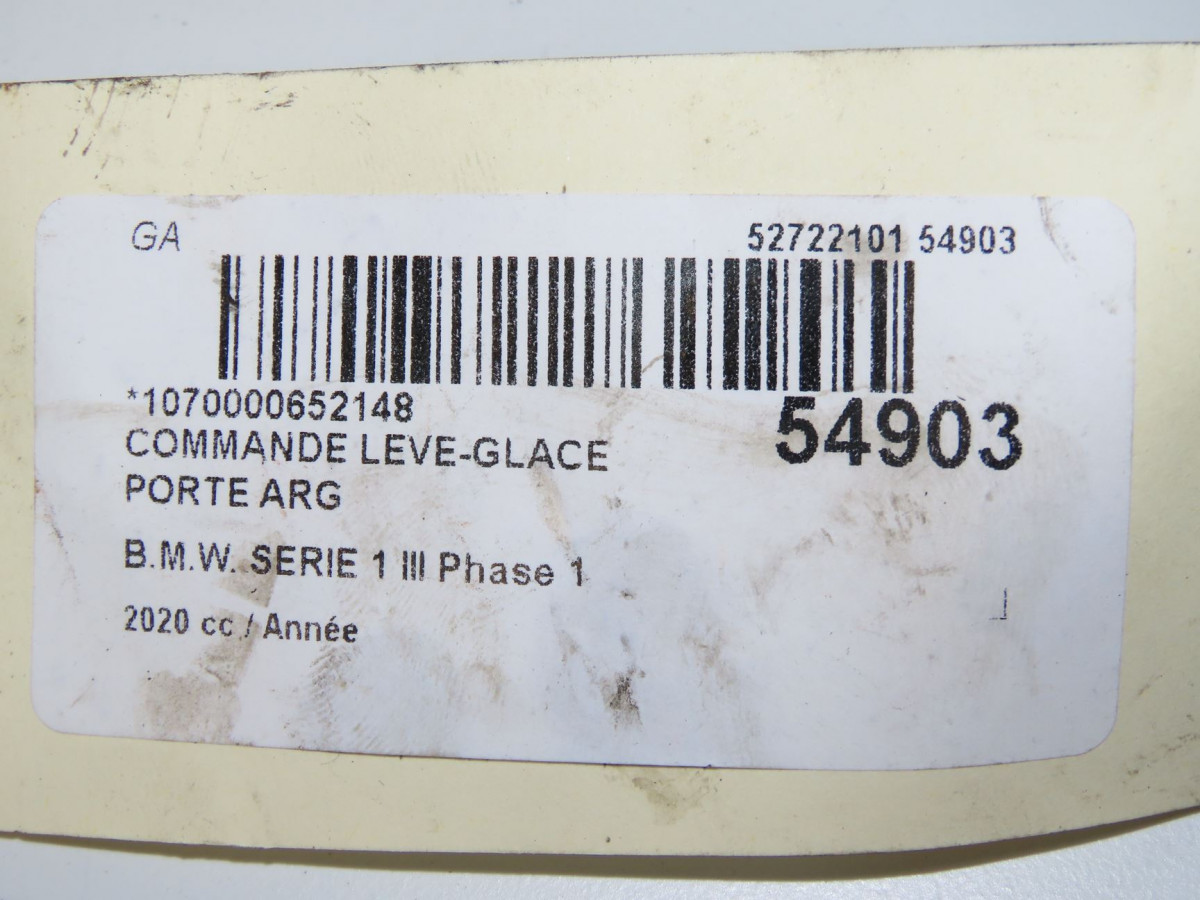 GA
52722101 54903
*1070000652148
54903
COMMANDE LEVE-GLACE
PORTE ARG
B.M.W. SERIE 1 III Phase 1
2020 cc / Année